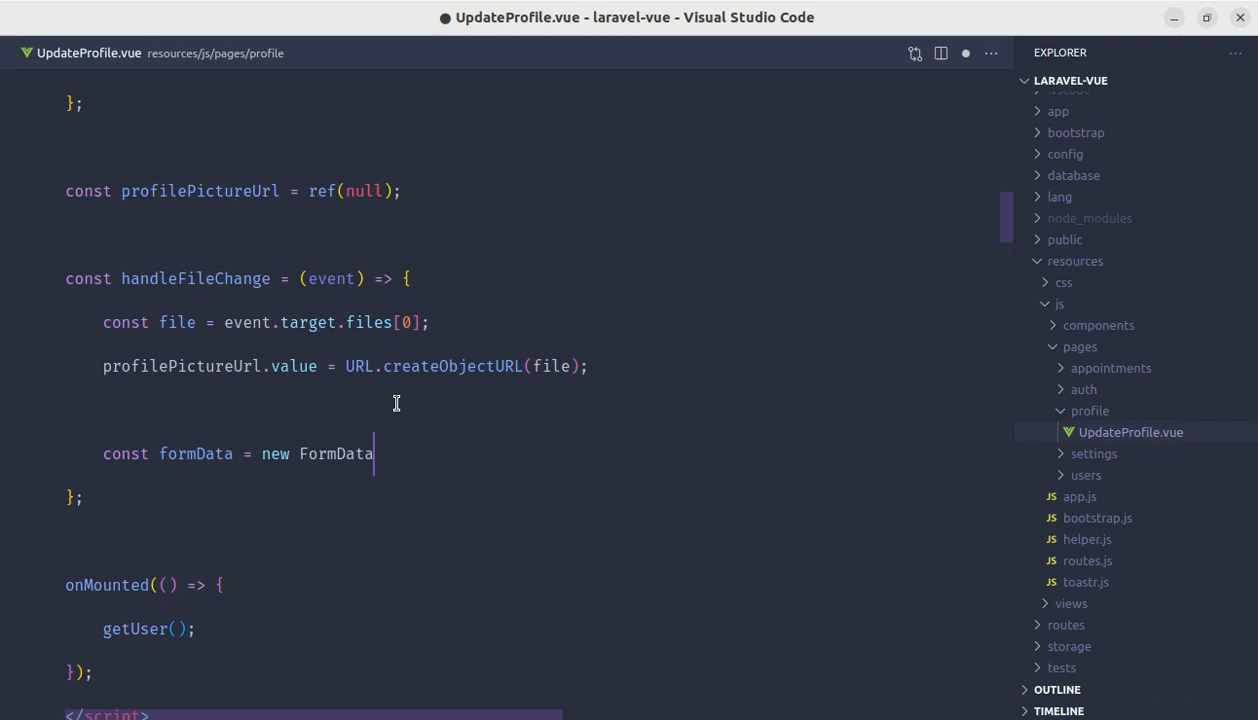 UpdateProfile.vue - laravel-vue - Visual Studio Code
UpdateProfile.vue resources/js/pages/profile
};
const profilePictureUrl = ref(null);
const handleFileChange = (event) => {
const file = event.target.files[0];
profilePictureUrl.value = URL.createObjectURL(file);
const formData = new FormData
};
onMounted(() => {
getUser();
});
</script>
EXPLORER
LARAVEL-VUE
.vscode
app
bootstrap
config
database
lang
node_modules
public
resources
css
js
components
pages
appointments
auth
profile
UpdateProfile.vue
settings
users
JS app.js
JS bootstrap.js
JS helper.js
JS routes.js
JS toastr.js
views
routes
storage
tests
OUTLINE
TIMELINE